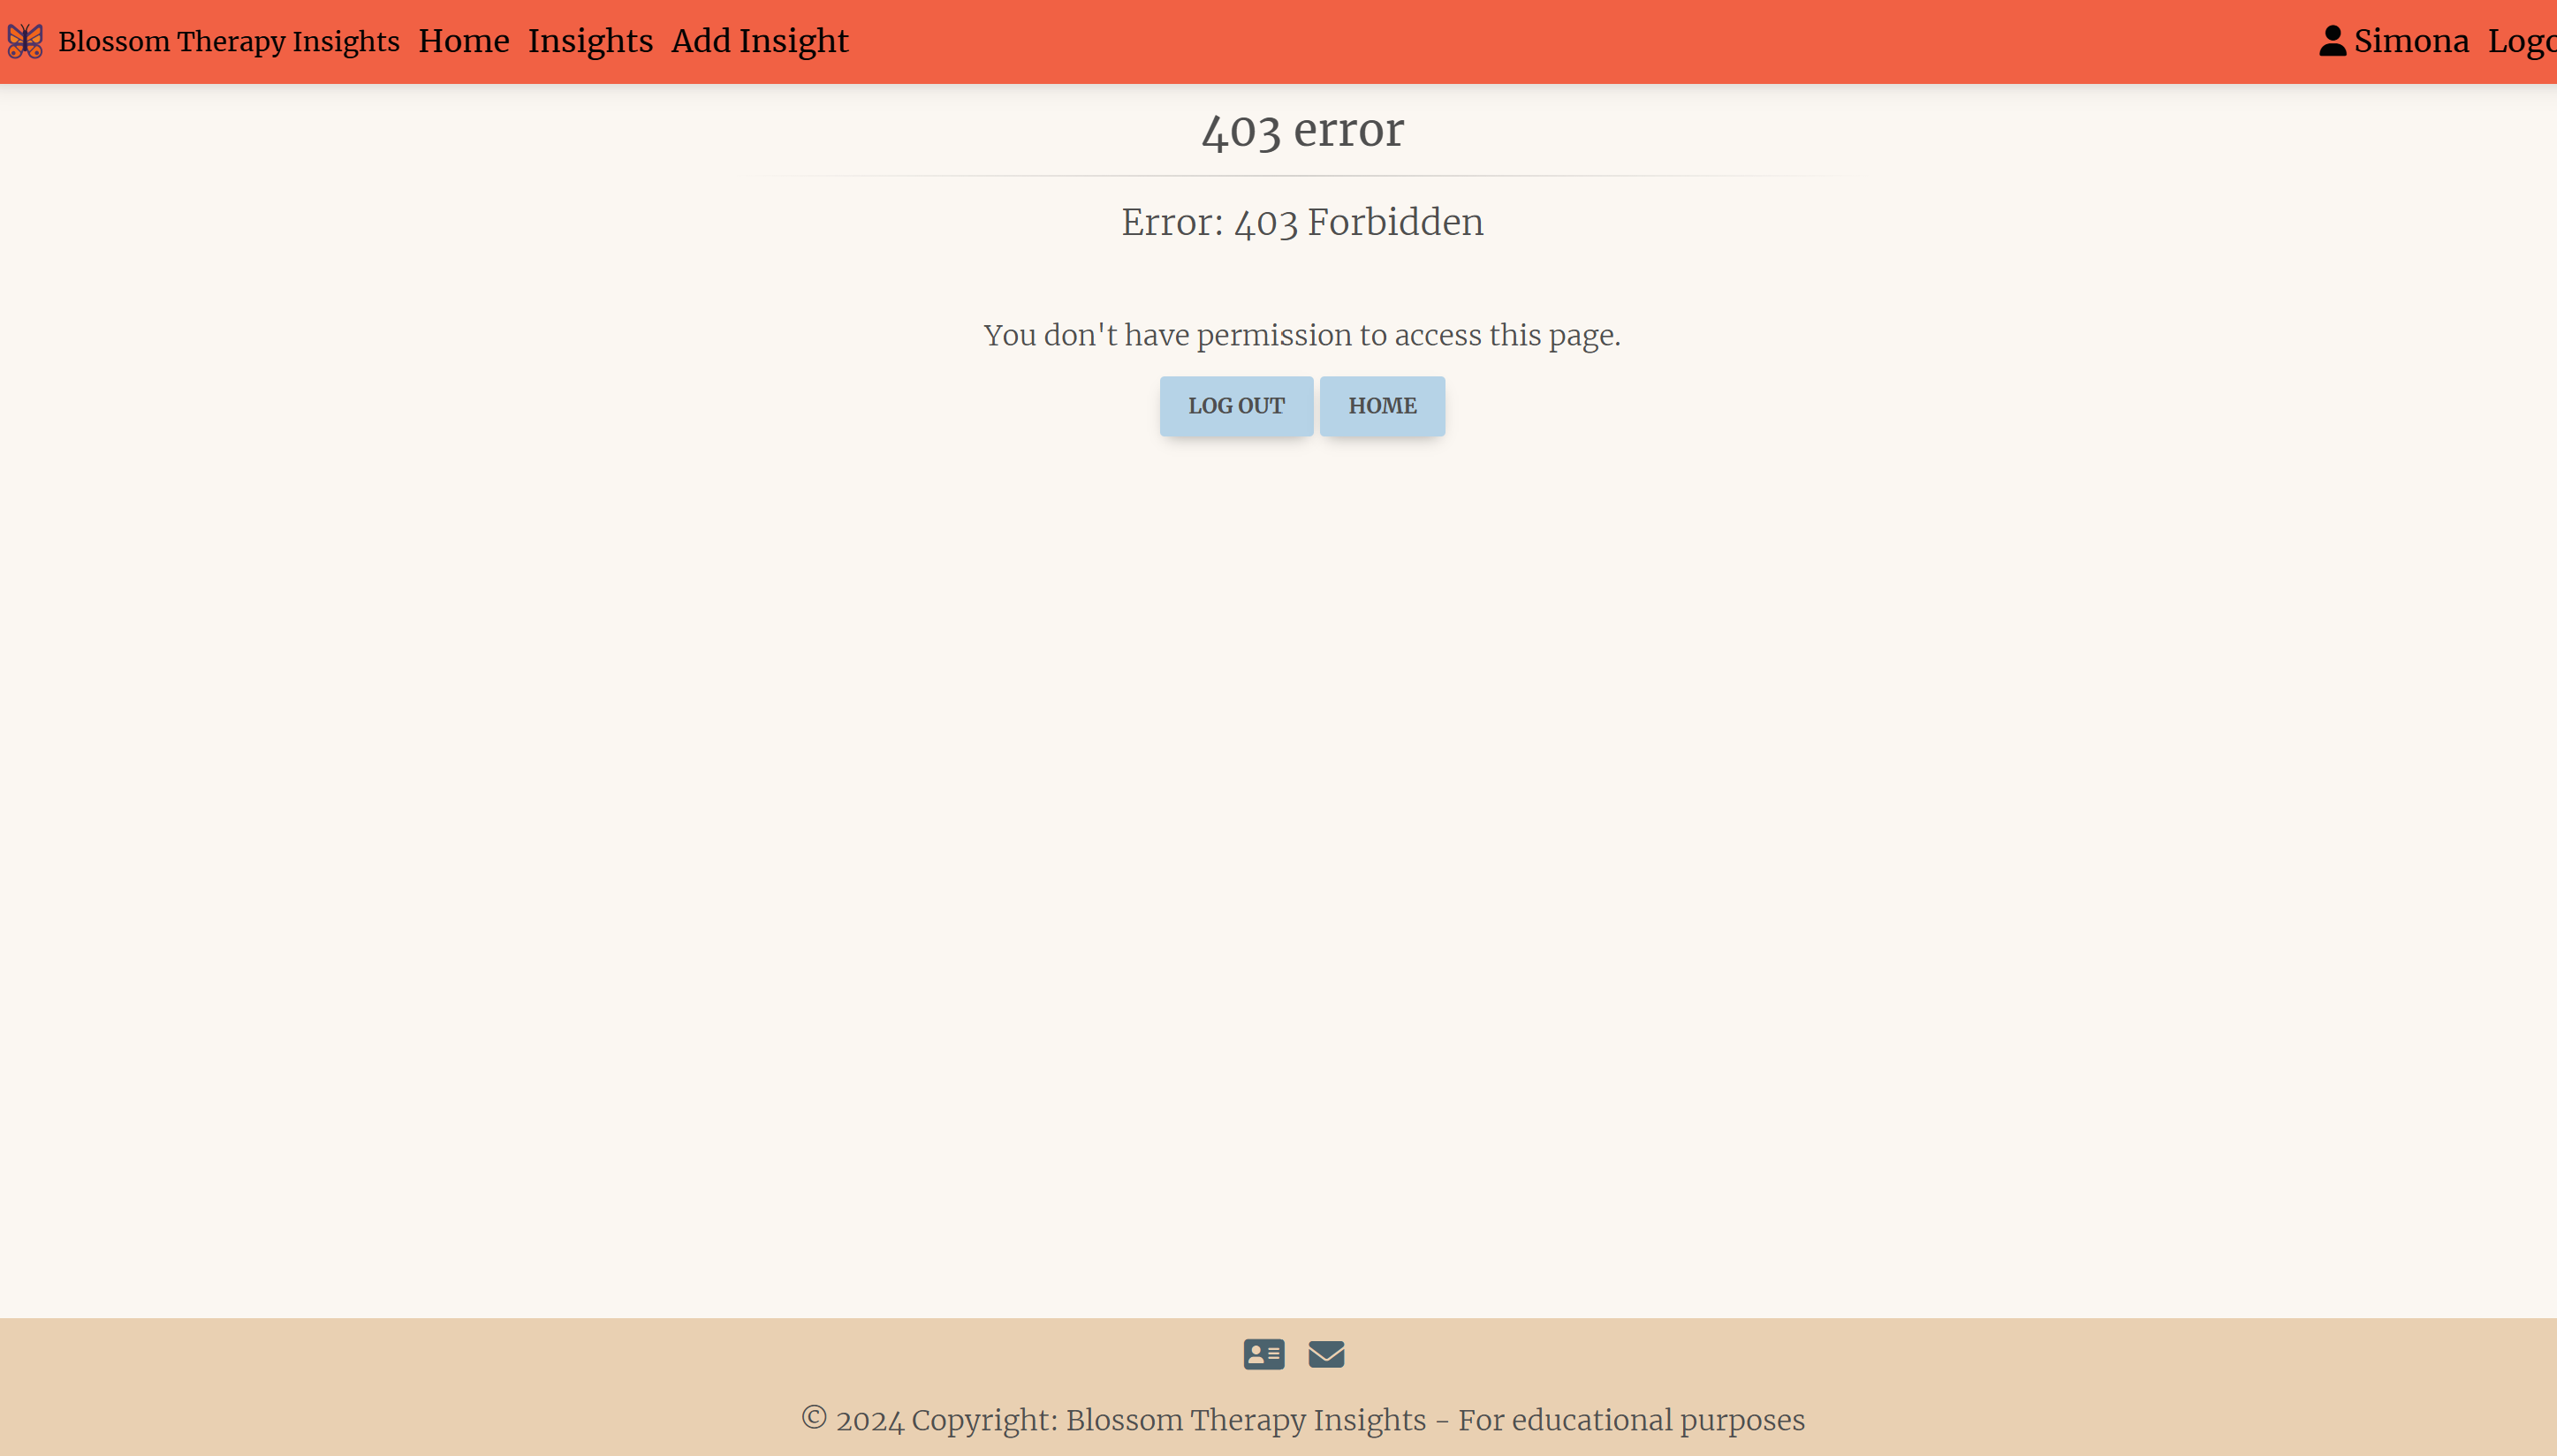 Blossom Therapy Insights Home Insights Add Insight Simona Logo
403 error
Error: 403 Forbidden
You don't have permission to access this page.
LOG OUT HOME
© 2024 Copyright: Blossom Therapy Insights - For educational purposes